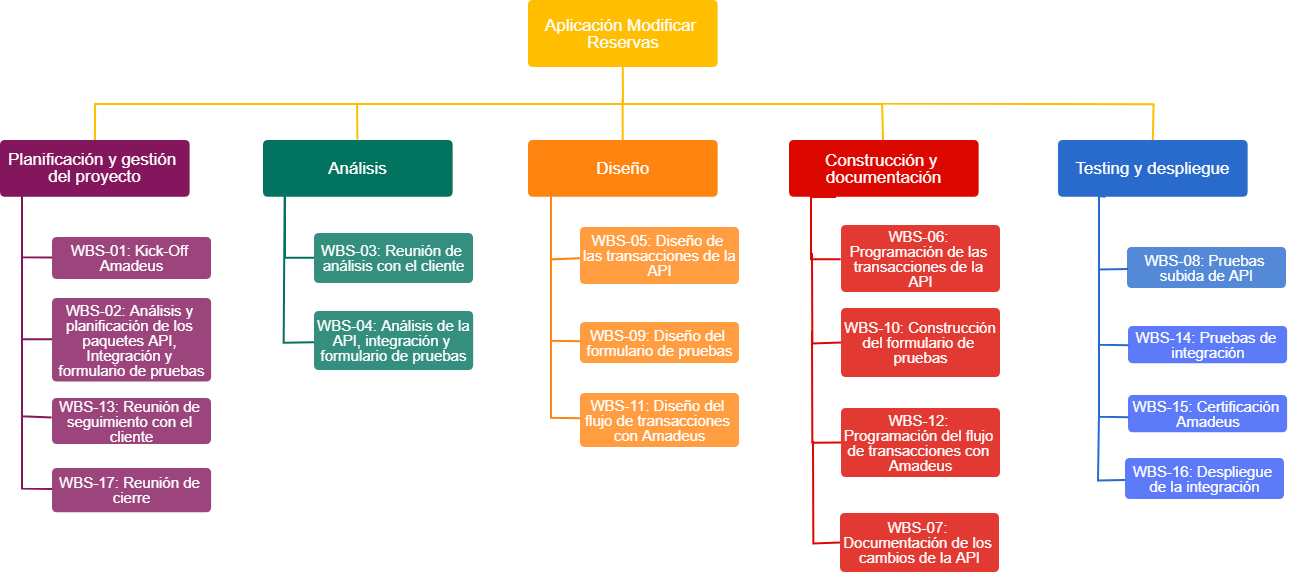 Aplicación Modificar
Reservas
Planificación y gestión
del proyecto
WBS-01: Kick-Off
Amadeus
WBS-02: Análisis y
planificación de los
paquetes API,
Integración y
formulario de pruebas
WBS-13: Reunión de
seguimiento con el
cliente
WBS-17: Reunión de
cierre
Análisis
WBS-03: Reunión de
análisis con el cliente
WBS-04: Análisis de la
API, integración y
formulario de pruebas
Diseño
WBS-05: Diseño de
las transacciones de la
API
WBS-09: Diseño del
formulario de pruebas
WBS-11: Diseño del
flujo de transacciones
con Amadeus
Construcción y
documentación
WBS-06:
Programación de las
transacciones de la
API
WBS-10: Construcción
del formulario de
pruebas
WBS-12:
Programación del flujo
de transacciones con
Amadeus
WBS-07:
Documentación de los
cambios de la API
Testing y despliegue
WBS-08: Pruebas
subida de API
WBS-14: Pruebas de
integración
WBS-15: Certificación
Amadeus
WBS-16: Despliegue
de la integración